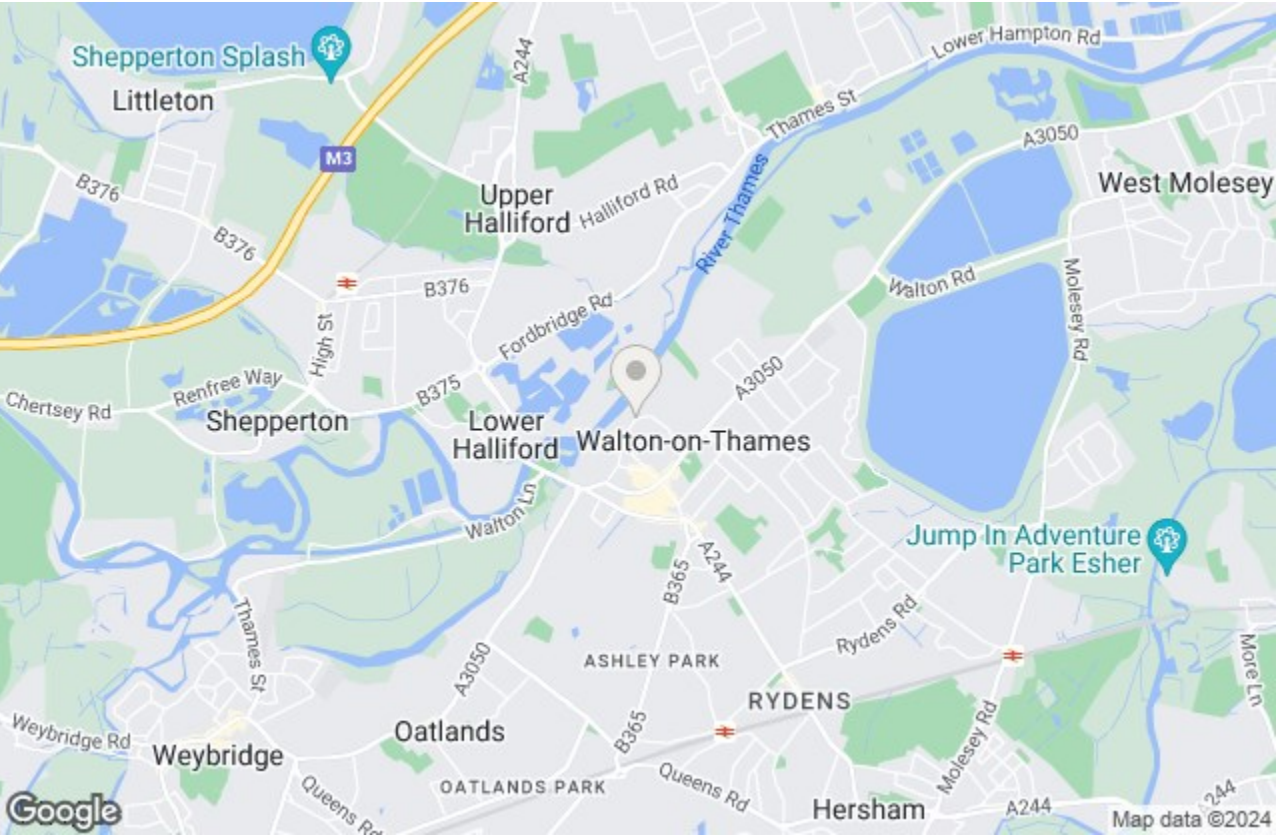 Lower Hampton Rd
Shepperton Splash
A244
Littleton
Thames St
A3050
M3
B376
West Molesey
Upper
Halliford
Halliford Rd
River Thames
B376
Walton Rd
B376
Molesey Rd
Fordbridge Rd
High St
Renfree Way
B375
A3050
Chertsey Rd
Shepperton
Lower
Halliford
Walton-on-Thames
Walton Ln
Jump In Adventure
Park Esher
A244
B365
Thames St
Rydens Rd
A3050
ASHLEY PARK
More Ln
RYDENS
Weybridge Rd
Oatlands
B365
Molesey Rd
Weybridge
OATLANDS PARK
Queens Rd
Queens Rd
Hersham
A244
A244
Google
Map data ©2024